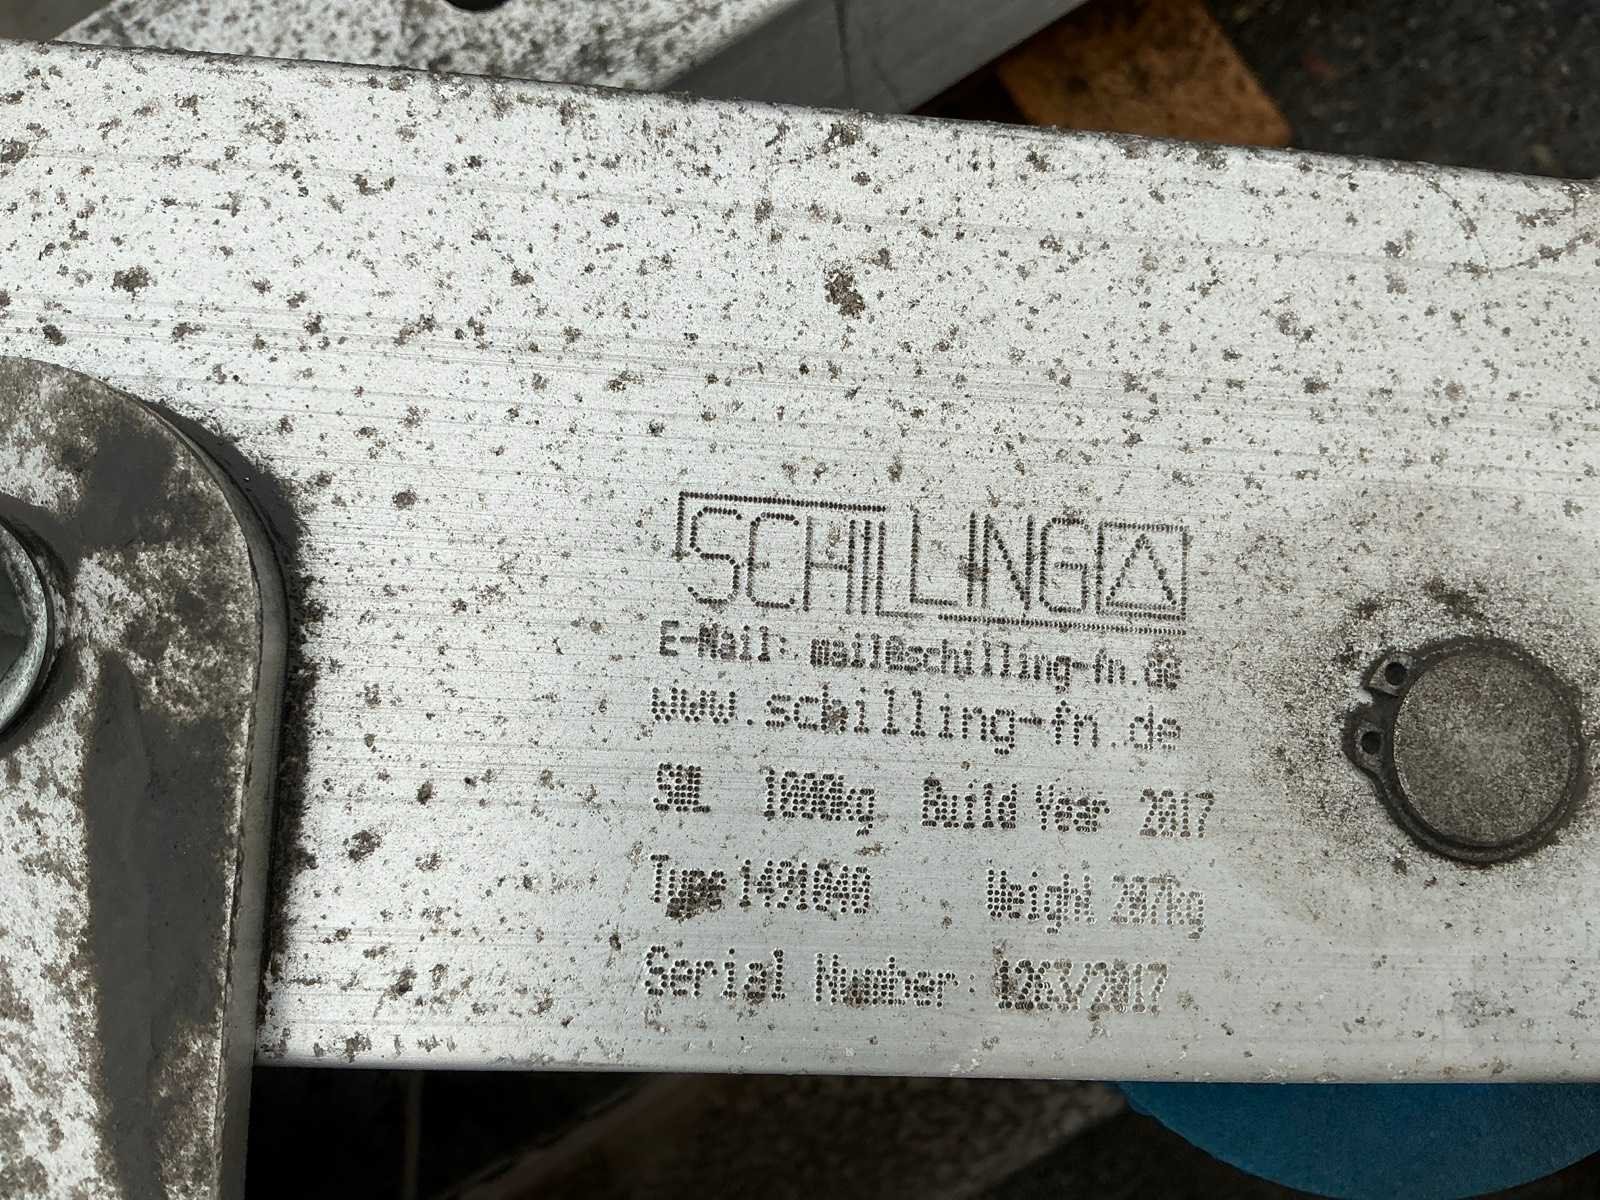 SCHILLING
E-Mail: mail@schilling-fn.de
www.schilling-fn.de
SWL 1000kg Build Year 2017
Type 1491048 Weight 207kg
Serial Number: 1263/2017